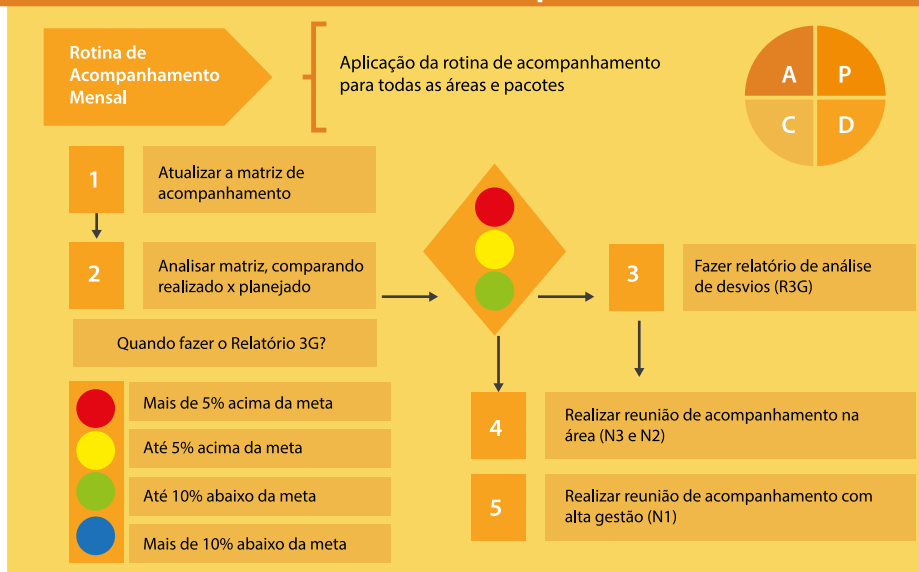 Rotina de
Acompanhamento
Mensal
Aplicação da rotina de acompanhamento
para todas as áreas e pacotes
A
P
C
D
1
Atualizar a matriz de
acompanhamento
2
Analisar matriz, comparando
realizado x planejado
3
Fazer relatório de análise
de desvios (R3G)
Quando fazer o Relatório 3G?
Mais de 5% acima da meta
Até 5% acima da meta
Até 10% abaixo da meta
Mais de 10% abaixo da meta
4
Realizar reunião de acompanhamento na
área (N3 e N2)
5
Realizar reunião de acompanhamento com
alta gestão (N1)